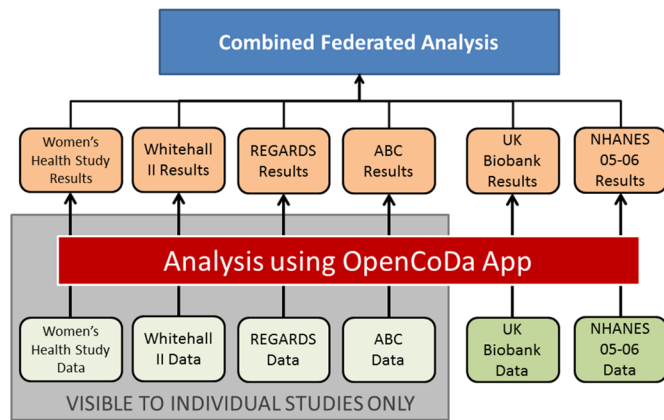 Combined Federated Analysis
Women's
Health Study
Results
Whitehall
II Results
REGARDS
Results
ABC
Results
UK
Biobank
Results
NHANES
05-06
Results
Analysis using OpenCoDa App
Women's
Health Study
Data
Whitehall
II Data
REGARDS
Data
ABC
Data
UK
Biobank
Data
NHANES
05-06
Data
VISIBLE TO INDIVIDUAL STUDIES ONLY